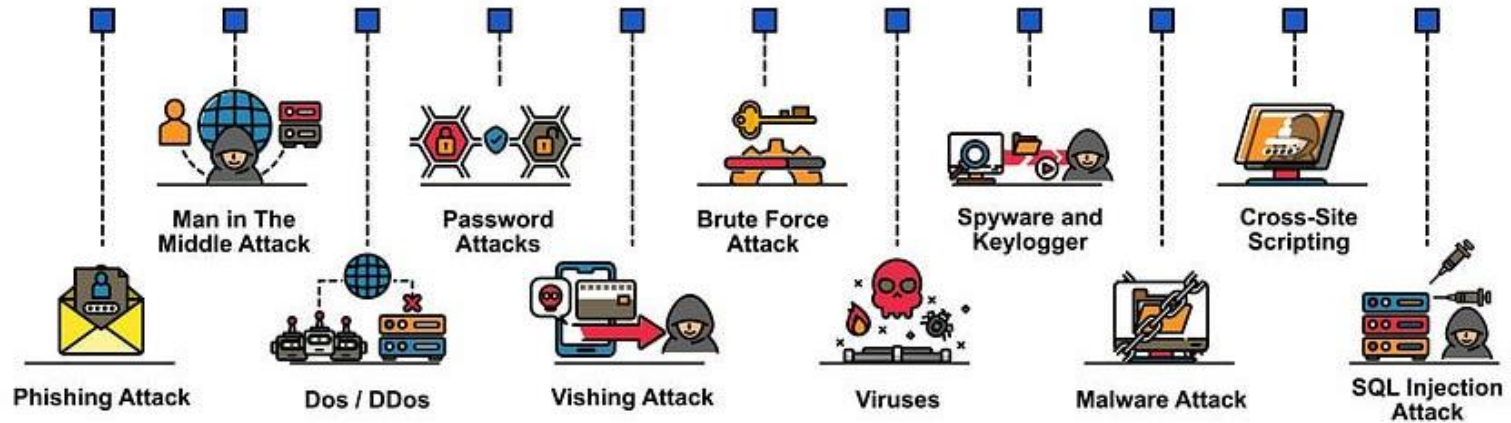 Man in The
Middle Attack
Password
Attacks
Brute Force
Attack
Spyware and
Keylogger
Cross-Site
Scripting
Phishing Attack
Dos / DDos
Vishing Attack
Viruses
Malware Attack
SQL Injection
Attack